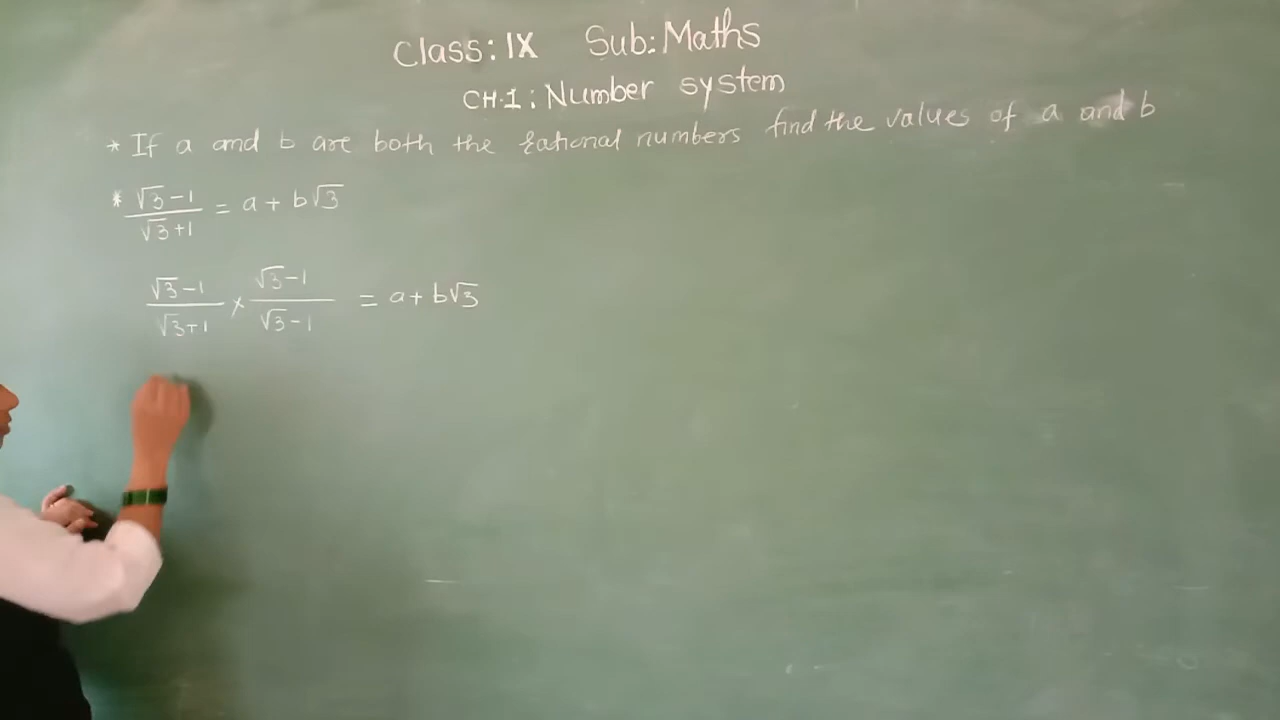 Class: IX Sub: Maths
CH.1: Number system
* If a and b are both the rational numbers find the values of a and b
* √3-1/√3+1 = a + b√3
√3-1/√3+1 × √3-1/√3-1 = a + b√3